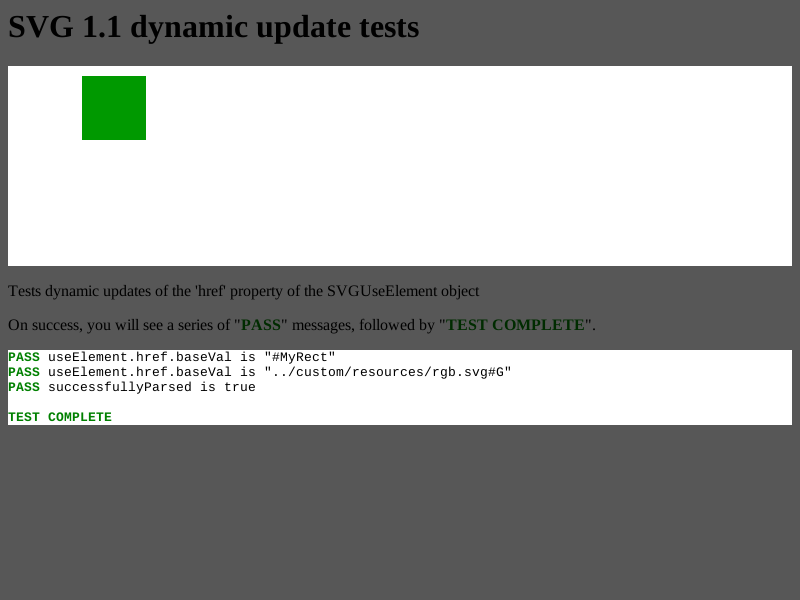 SVG 1.1 dynamic update tests
Tests dynamic updates of the 'href' property of the SVGUseElement object
On success, you will see a series of "PASS" messages, followed by "TEST COMPLETE".
PASS useElement.href.baseVal is "#MyRect"
PASS useElement.href.baseVal is "../custom/resources/rgb.svg#G"
PASS successfullyParsed is true
TEST COMPLETE